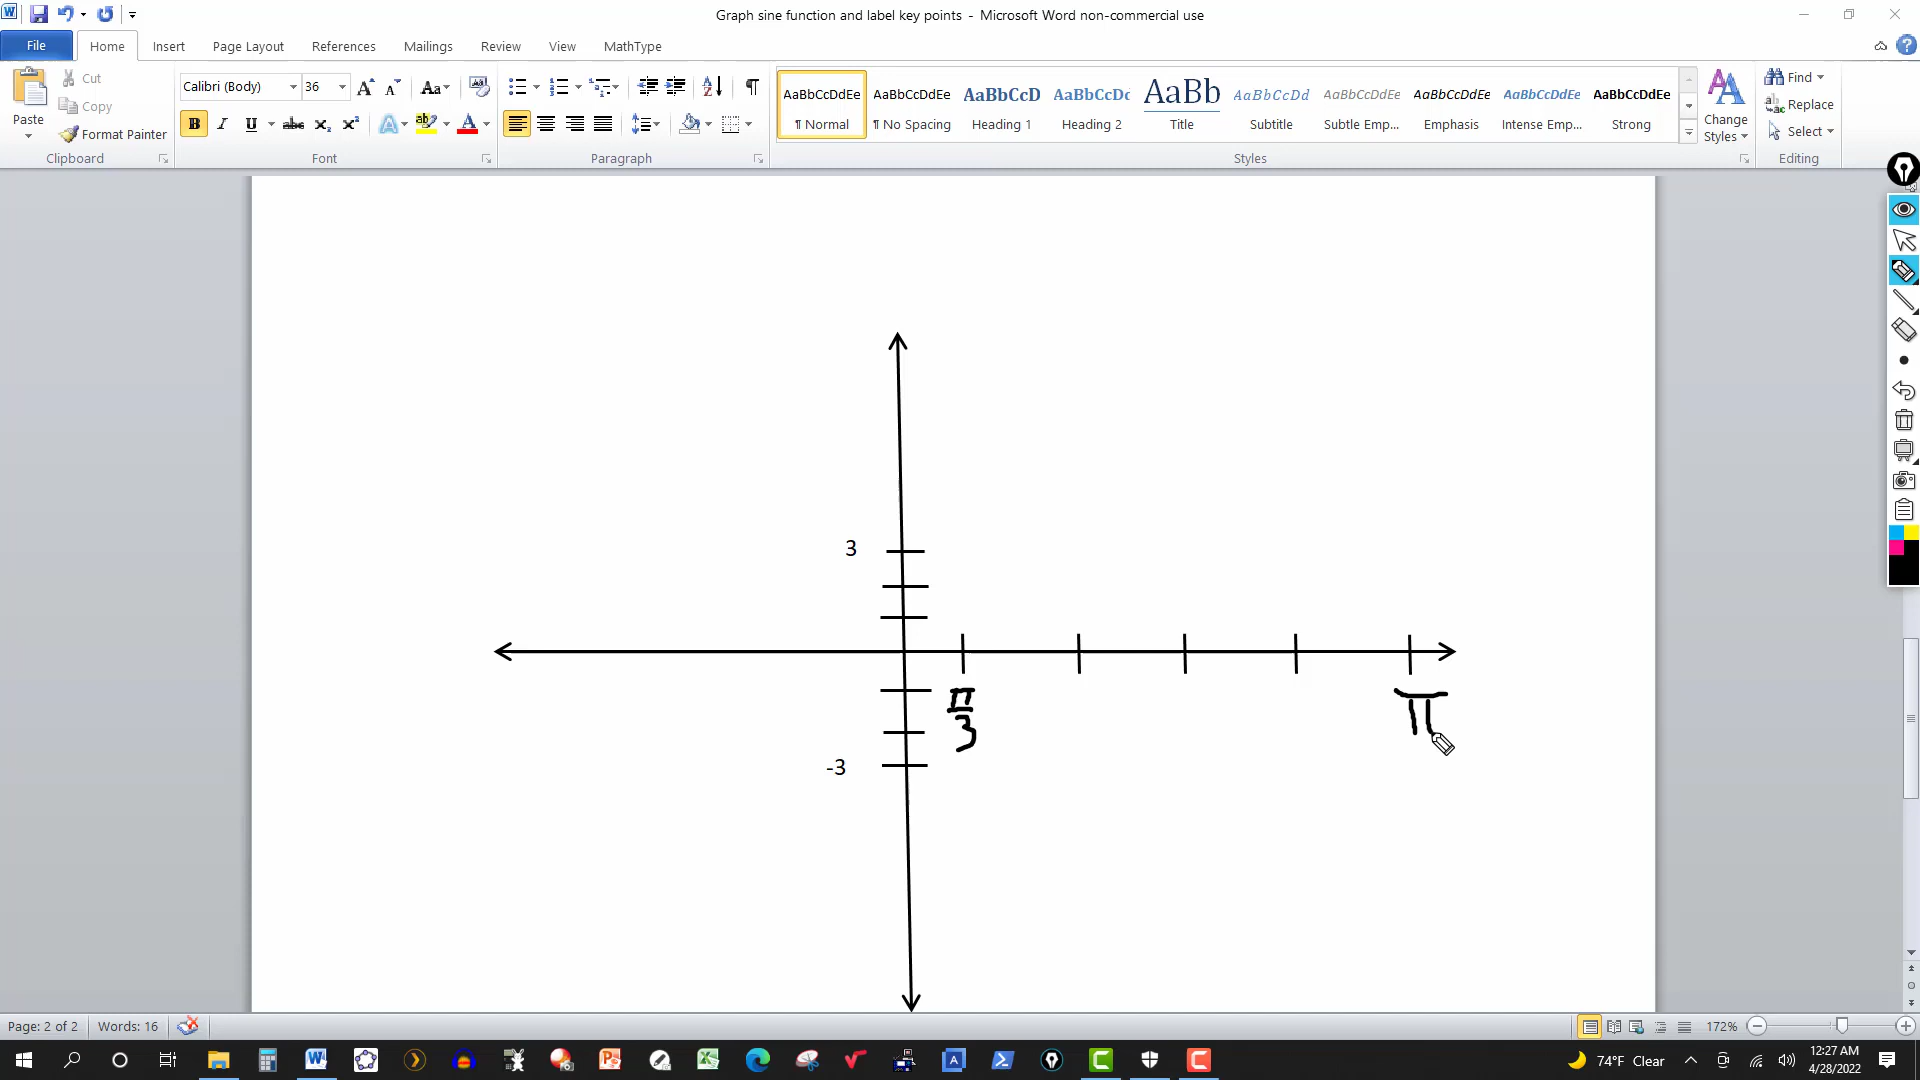 Graph sine function and label key points - Microsoft Word non-commercial use
File Home Insert Page Layout References Mailings Review View MathType
Paste Cut Copy Format Painter
Clipboard
Calibri (Body) 36 Aa
B I U abc x₂ x² A A
Font
Paragraph
AaBbCcDdEe AaBbCcDdEe AaBbCcD AaBbCcDc AaBb AaBbCcDd AaBbCcDdEe AaBbCcDdEe AaBbCcDdEe AaBbCcDdEe
¶ Normal ¶ No Spacing Heading 1 Heading 2 Title Subtitle Subtle Emp... Emphasis Intense Emp... Strong
Styles
Change Styles
Find
Replace
Select
Editing
3
π
3
π
-3
Page: 2 of 2 Words: 16 172%
74°F Clear 12:27 AM
4/28/2022